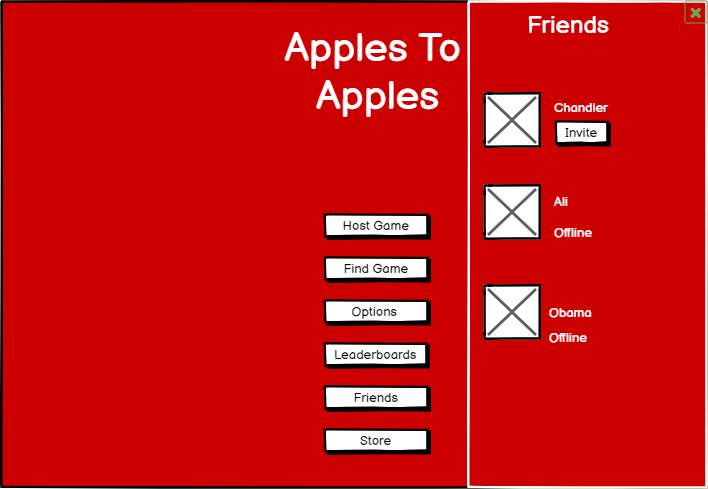 Apples To
Apples
Host Game
Find Game
Options
Leaderboards
Friends
Store
Friends
Chandler
Invite
Ali
Offline
Obama
Offline